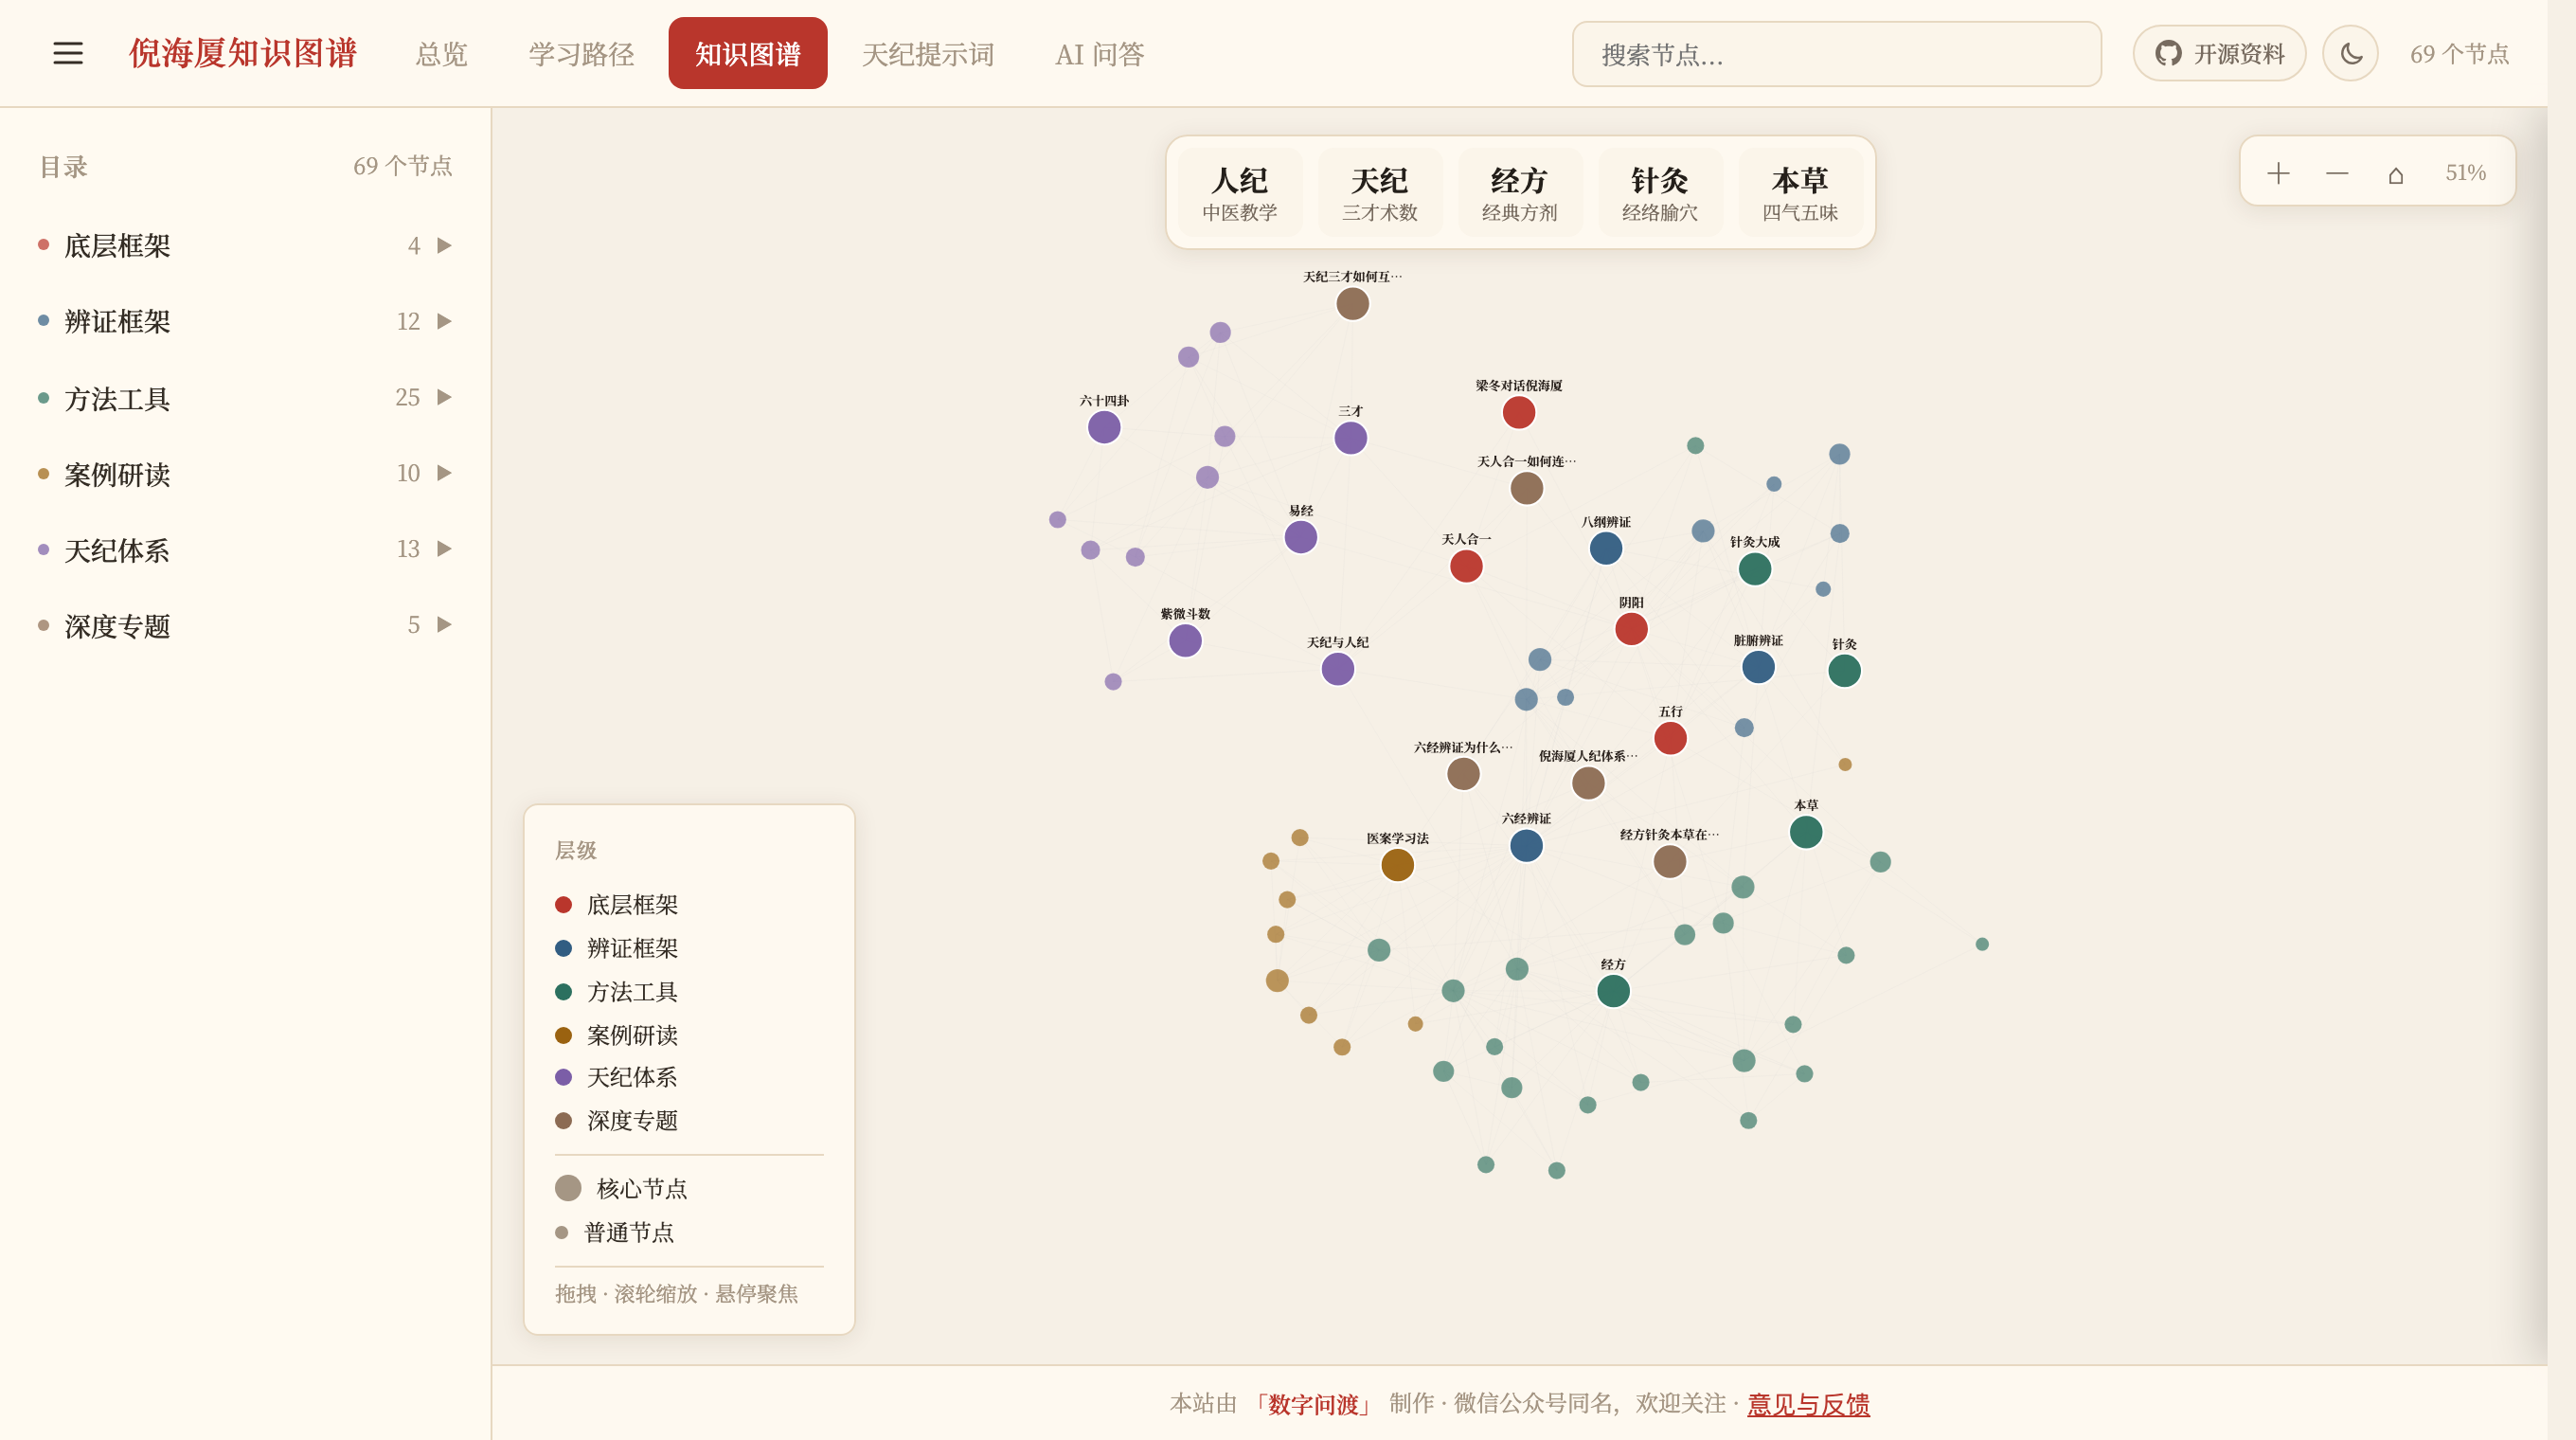 倪海厦知识图谱
总览
学习路径
知识图谱
天纪提示词
AI 问答
搜索节点...
开源资料
69 个节点
目录
69 个节点
底层框架 4
辨证框架 12
方法工具 25
案例研读 10
天纪体系 13
深度专题 5
人纪 天纪 经方 针灸 本草
中医教学 三才术数 经典方剂 经络腧穴 四气五味
51%
天纪三才如何互…
梁冬对话倪海厦
六十四卦
三才
天人合一如何连…
易经
八纲辨证
天人合一
针灸大成
阴阳
紫微斗数
天纪与人纪
脏腑辨证
针灸
五行
六经辨证为什么…
倪海厦人纪体系…
本草
六经辨证
医案学习法
经方针灸本草在…
经方
层级
底层框架
辨证框架
方法工具
案例研读
天纪体系
深度专题
核心节点
普通节点
拖拽 · 滚轮缩放 · 悬停聚焦
本站由 「数字问渡」 制作 · 微信公众号同名，欢迎关注 · 意见与反馈